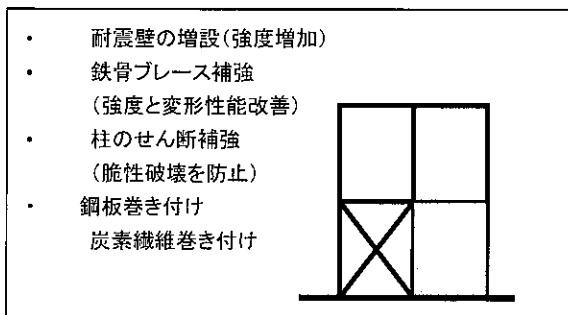 ・ 耐震壁の増設(強度増加)
・ 鉄骨ブレース補強
(強度と変形性能改善)
・ 柱のせん断補強
(脆性破壊を防止)
・ 鋼板巻き付け
炭素繊維巻き付け